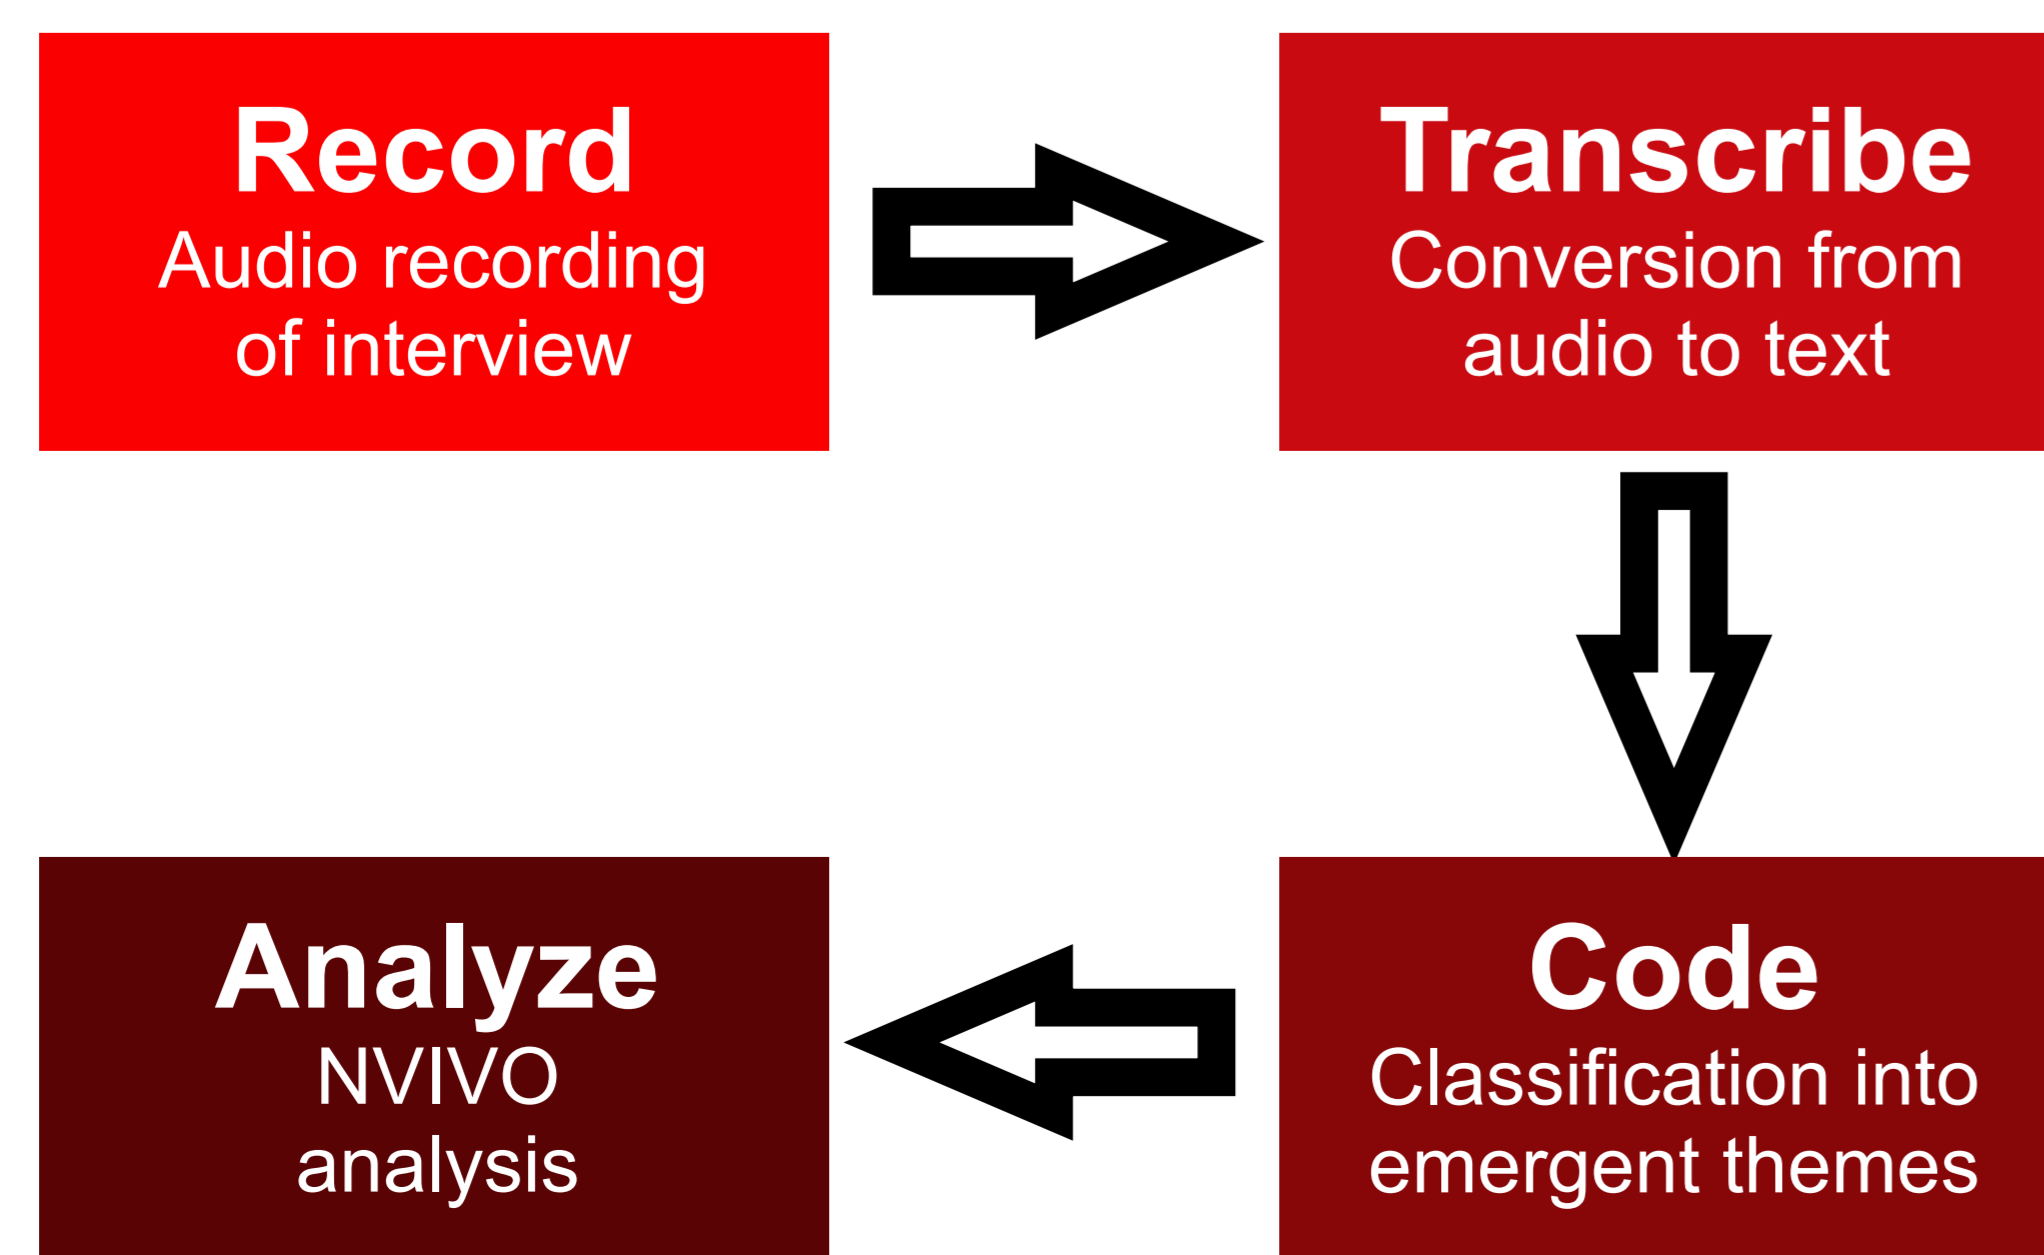 Record
Audio recording
of interview
Transcribe
Conversion from
audio to text
Code
Classification into
emergent themes
Analyze
NVIVO
analysis